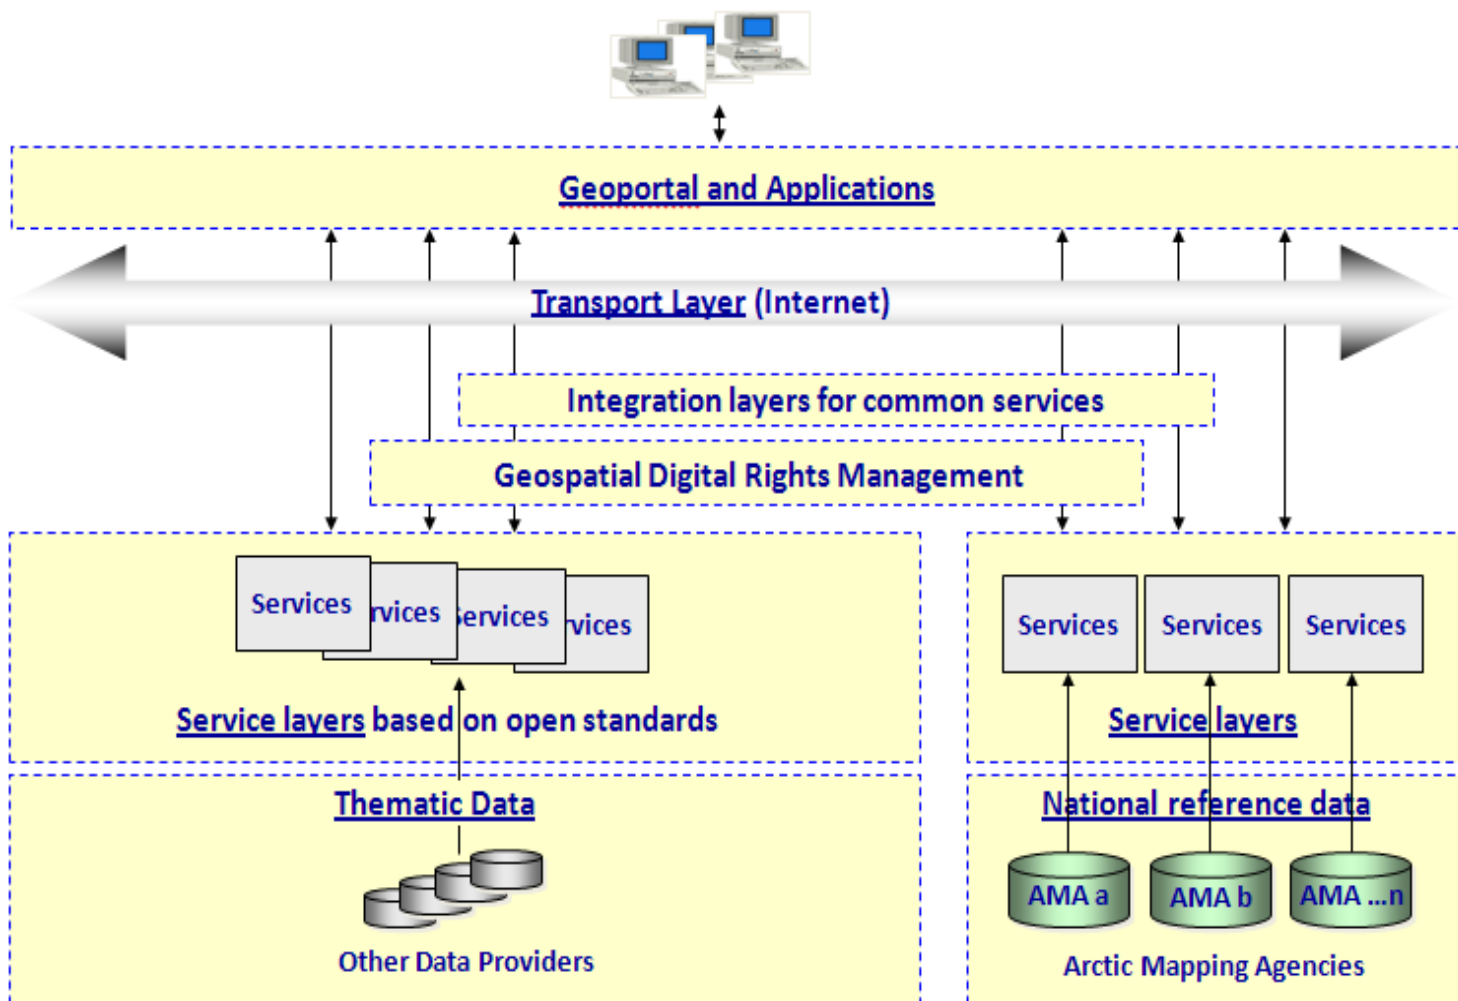 Geoportal and Applications
Transport Layer (Internet)
Integration layers for common services
Geospatial Digital Rights Management
Services
rvices
Services
rvices
Service layers based on open standards
Services
Services
Services
Service layers
Thematic Data
Other Data Providers
National reference data
AMA a
AMA b
AMA ...n
Arctic Mapping Agencies